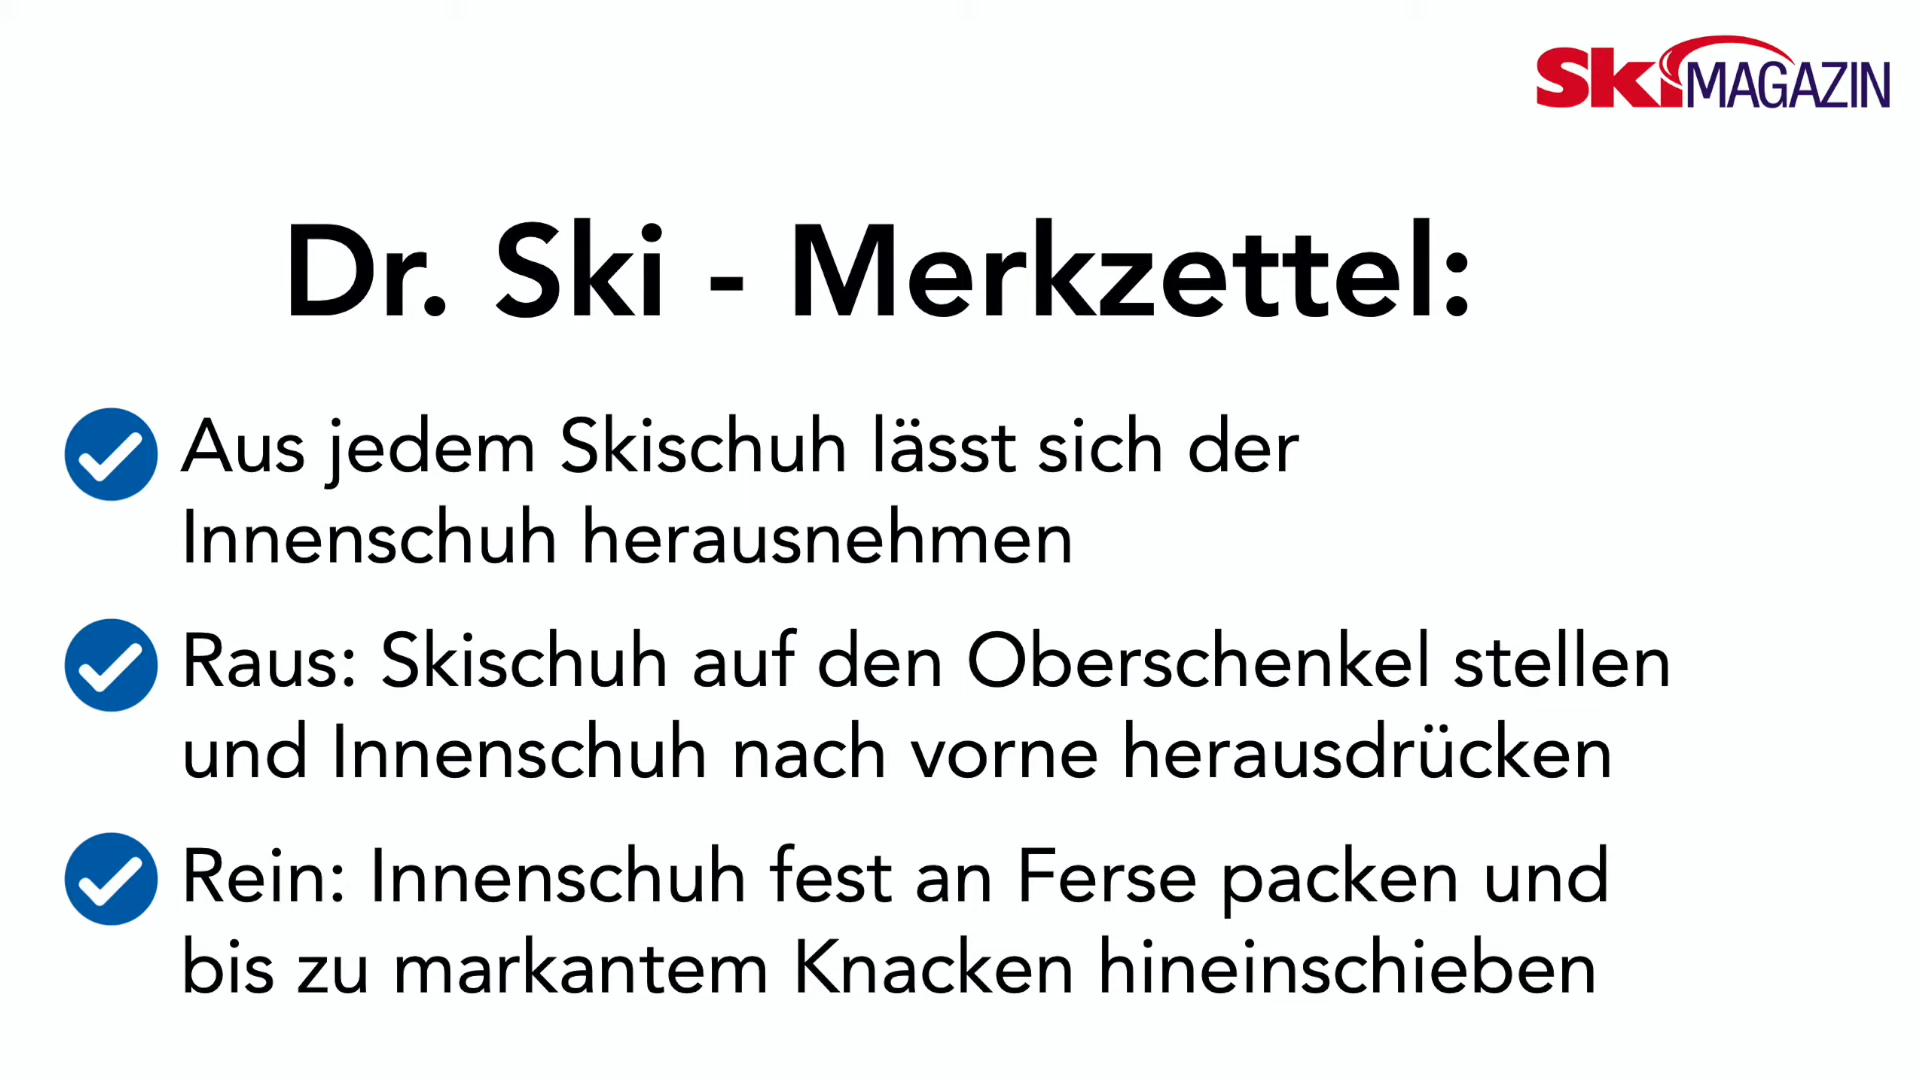 Ski MAGAZIN
Dr. Ski - Merkzettel:
Aus jedem Skischuh lässt sich der
Innenschuh herausnehmen
Raus: Skischuh auf den Oberschenkel stellen
und Innenschuh nach vorne herausdrücken
Rein: Innenschuh fest an Ferse packen und
bis zu markantem Knacken hineinschieben